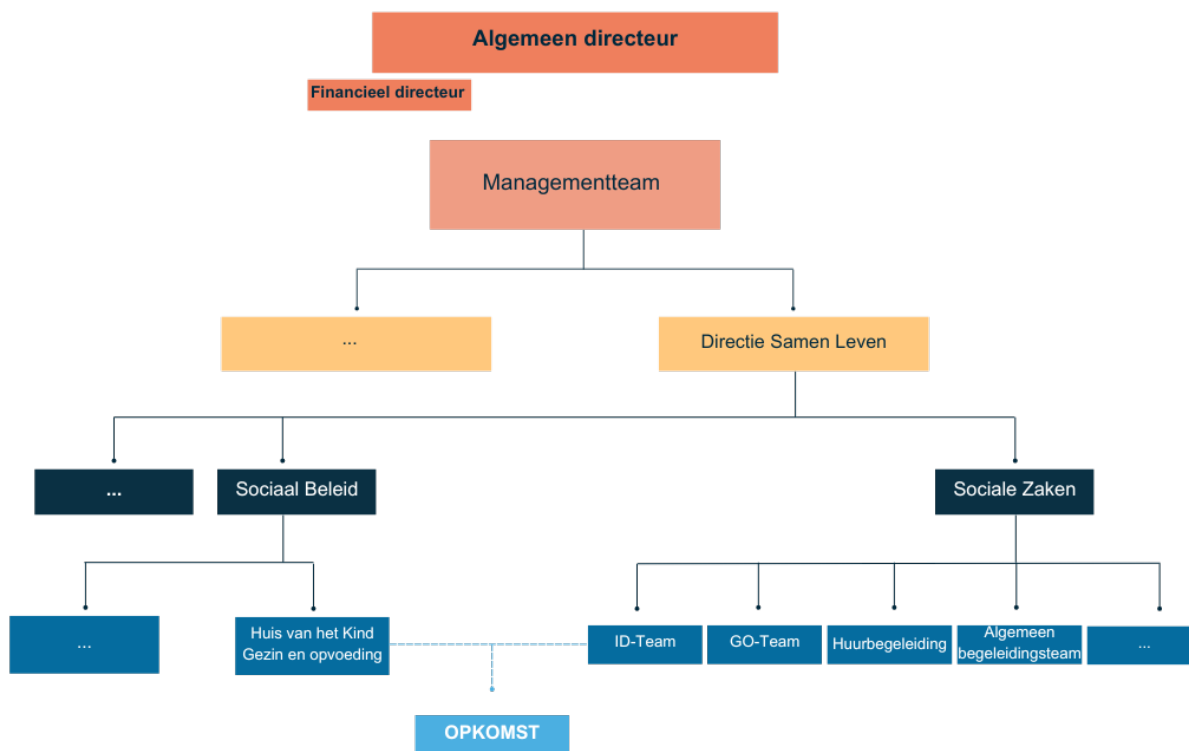 Algemeen directeur
Financieel directeur
Managementteam
...
Directie Samen Leven
...
Sociaal Beleid
Sociale Zaken
...
Huis van het Kind
Gezin en opvoeding
ID-Team
GO-Team
Huurbegeleiding
Algemeen
begeleidingsteam
...
OPKOMST